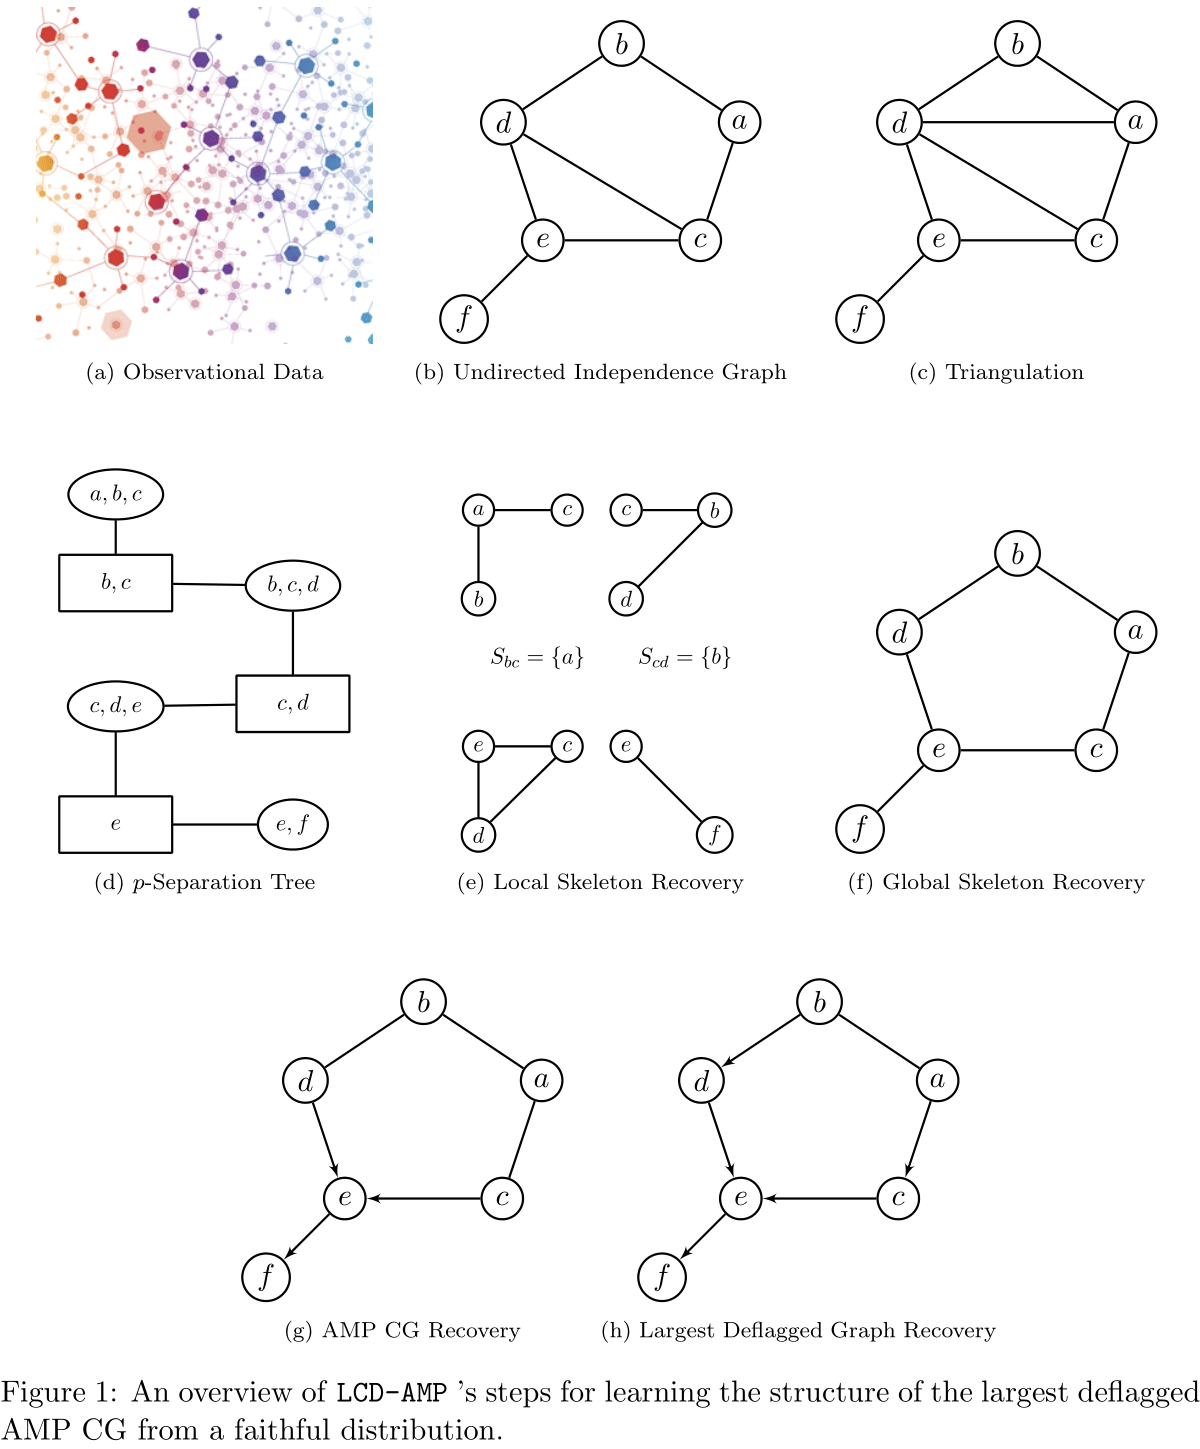 b
d
a
e
c
f
b
d
a
e
c
f
(a) Observational Data
(b) Undirected Independence Graph
(c) Triangulation
a, b, c
b, c
b, c, d
c, d, e
c, d
e
e, f
a
c
c
b
b
d
S_{bc} = {a}
S_{cd} = {b}
e
c
e
d
f
b
d
a
e
c
f
(d) p-Separation Tree
(e) Local Skeleton Recovery
(f) Global Skeleton Recovery
b
d
a
e
c
f
b
d
a
e
c
f
(g) AMP CG Recovery
(h) Largest Deflagged Graph Recovery
Figure 1: An overview of LCD-AMP 's steps for learning the structure of the largest deflagged
AMP CG from a faithful distribution.